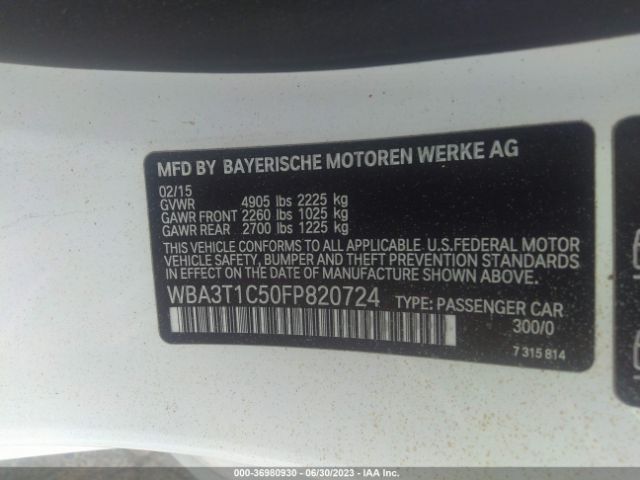 MFD BY BAYERISCHE MOTOREN WERKE AG
02/15
GVWR 4905 lbs 2225 kg
GAWR FRONT 2260 lbs 1025 kg
GAWR REAR 2700 lbs 1225 kg
THIS VEHICLE CONFORMS TO ALL APPLICABLE U.S.FEDERAL MOTOR
VEHICLE SAFETY, BUMPER AND THEFT PREVENTION STANDARDS
IN EFFECT ON THE DATE OF MANUFACTURE SHOWN ABOVE.
WBA3T1C50FP820724 TYPE: PASSENGER CAR
300/0
7 315 814
000-36980930 - 06/30/2023 - IAA Inc.